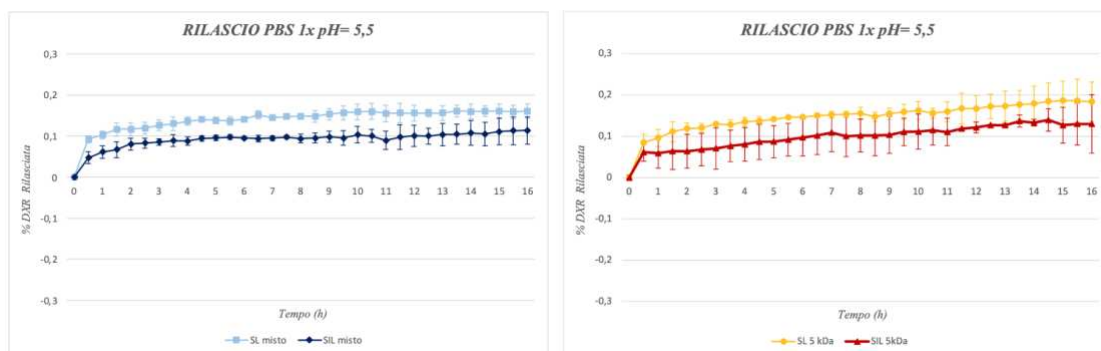 RILASCIO PBS 1x pH= 5,5
0,3
0,2
0,1
0
-0,1
-0,2
-0,3
% DXR Rilasciata
0 1 2 3 4 5 6 7 8 9 10 11 12 13 14 15 16
Tempo (h)
SL misto SIL misto
RILASCIO PBS 1x pH= 5,5
0,3
0,2
0,1
0
-0,1
-0,2
-0,3
% DXR Rilasciata
0 1 2 3 4 5 6 7 8 9 10 11 12 13 14 15 16
Tempo (h)
SL 5 kDa SIL 5kDa